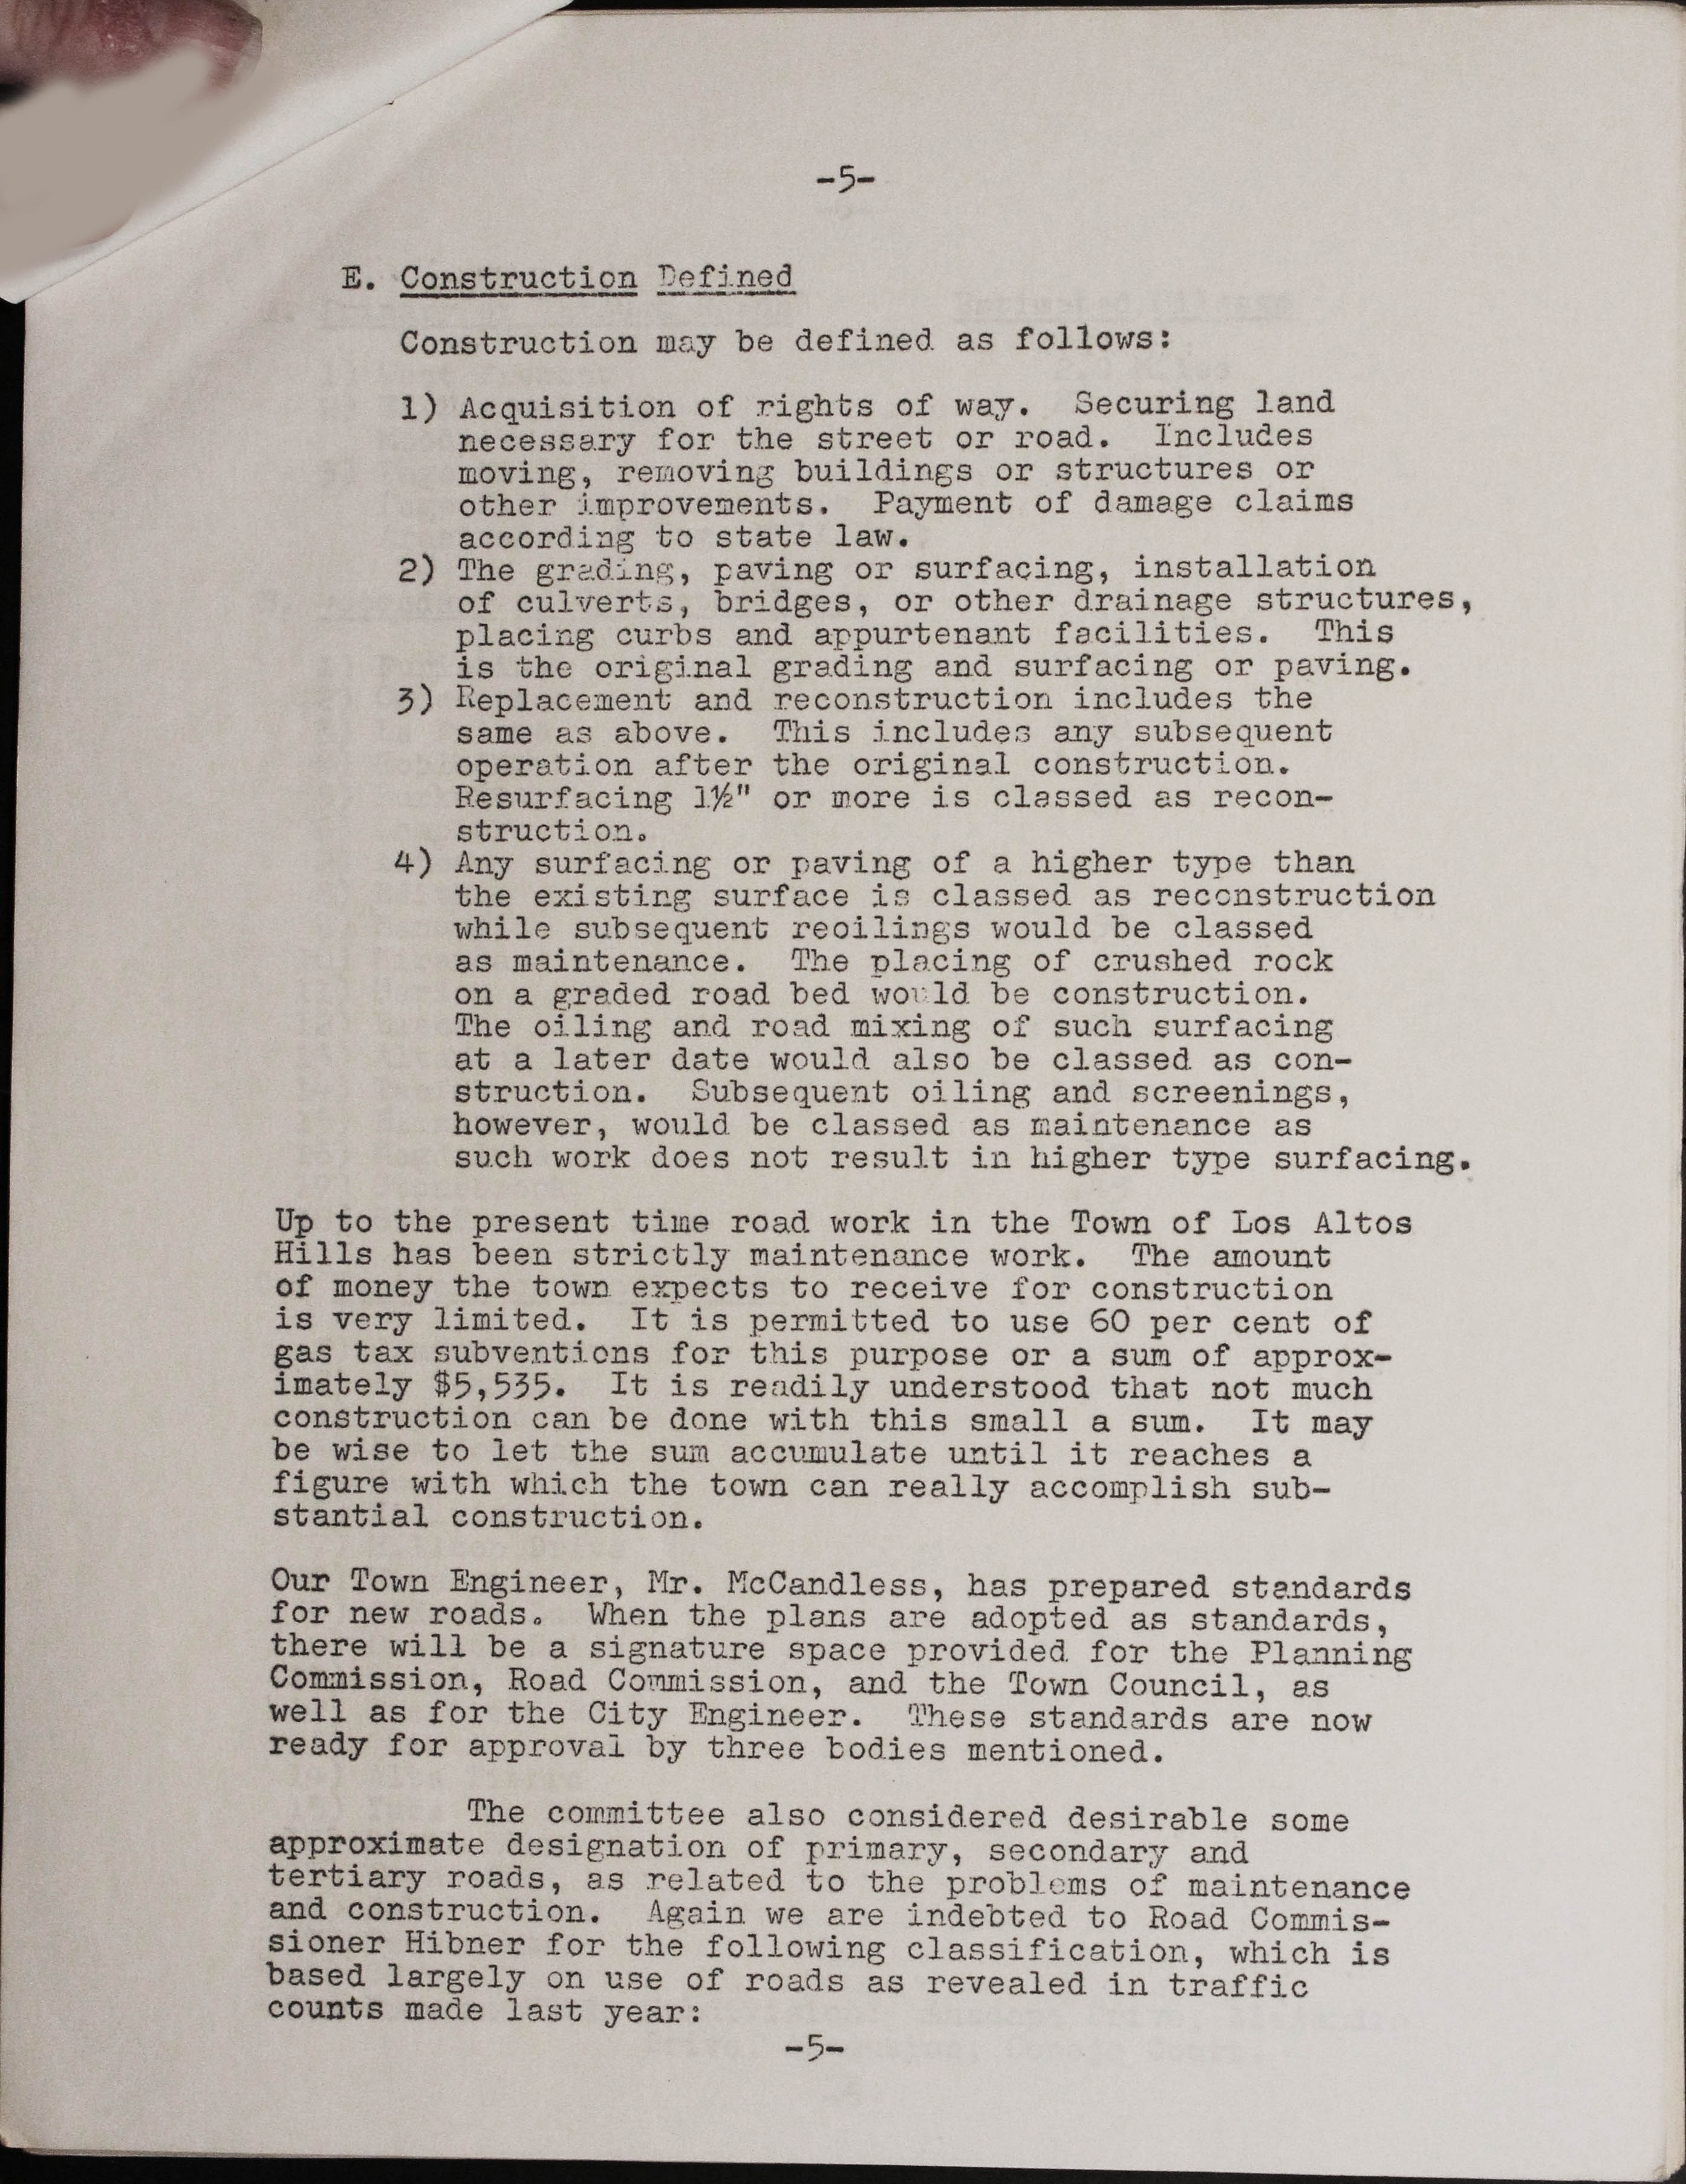 -5-
E. Construction Defined
Construction may be defined as follows:
1) Acquisition of rights of way. Securing land
necessary for the street or road. Includes
moving, removing buildings or structures or
other improvements. Payment of damage claims
according to state law.
2) The grading, paving or surfacing, installation
of culverts, bridges, or other drainage structures,
placing curbs and appurtenant facilities. This
is the original grading and surfacing or paving.
3) Replacement and reconstruction includes the
same as above. This includes any subsequent
operation after the original construction.
Resurfacing 1½" or more is classed as recon-
struction.
4) Any surfacing or paving of a higher type than
the existing surface is classed as reconstruction
while subsequent reoilings would be classed
as maintenance. The placing of crushed rock
on a graded road bed would be construction.
The oiling and road mixing of such surfacing
at a later date would also be classed as con-
struction. Subsequent oiling and screenings,
however, would be classed as maintenance as
such work does not result in higher type surfacing.
Up to the present time road work in the Town of Los Altos
Hills has been strictly maintenance work. The amount
of money the town expects to receive for construction
is very limited. It is permitted to use 60 per cent of
gas tax subventions for this purpose or a sum of approx-
imately $5,535. It is readily understood that not much
construction can be done with this small a sum. It may
be wise to let the sum accumulate until it reaches a
figure with which the town can really accomplish sub-
stantial construction.
Our Town Engineer, Mr. McCandless, has prepared standards
for new roads. When the plans are adopted as standards,
there will be a signature space provided for the Planning
Commission, Road Commission, and the Town Council, as
well as for the City Engineer. These standards are now
ready for approval by three bodies mentioned.
The committee also considered desirable some
approximate designation of primary, secondary and
tertiary roads, as related to the problems of maintenance
and construction. Again we are indebted to Road Commis-
sioner Hibner for the following classification, which is
based largely on use of roads as revealed in traffic
counts made last year:
-5-